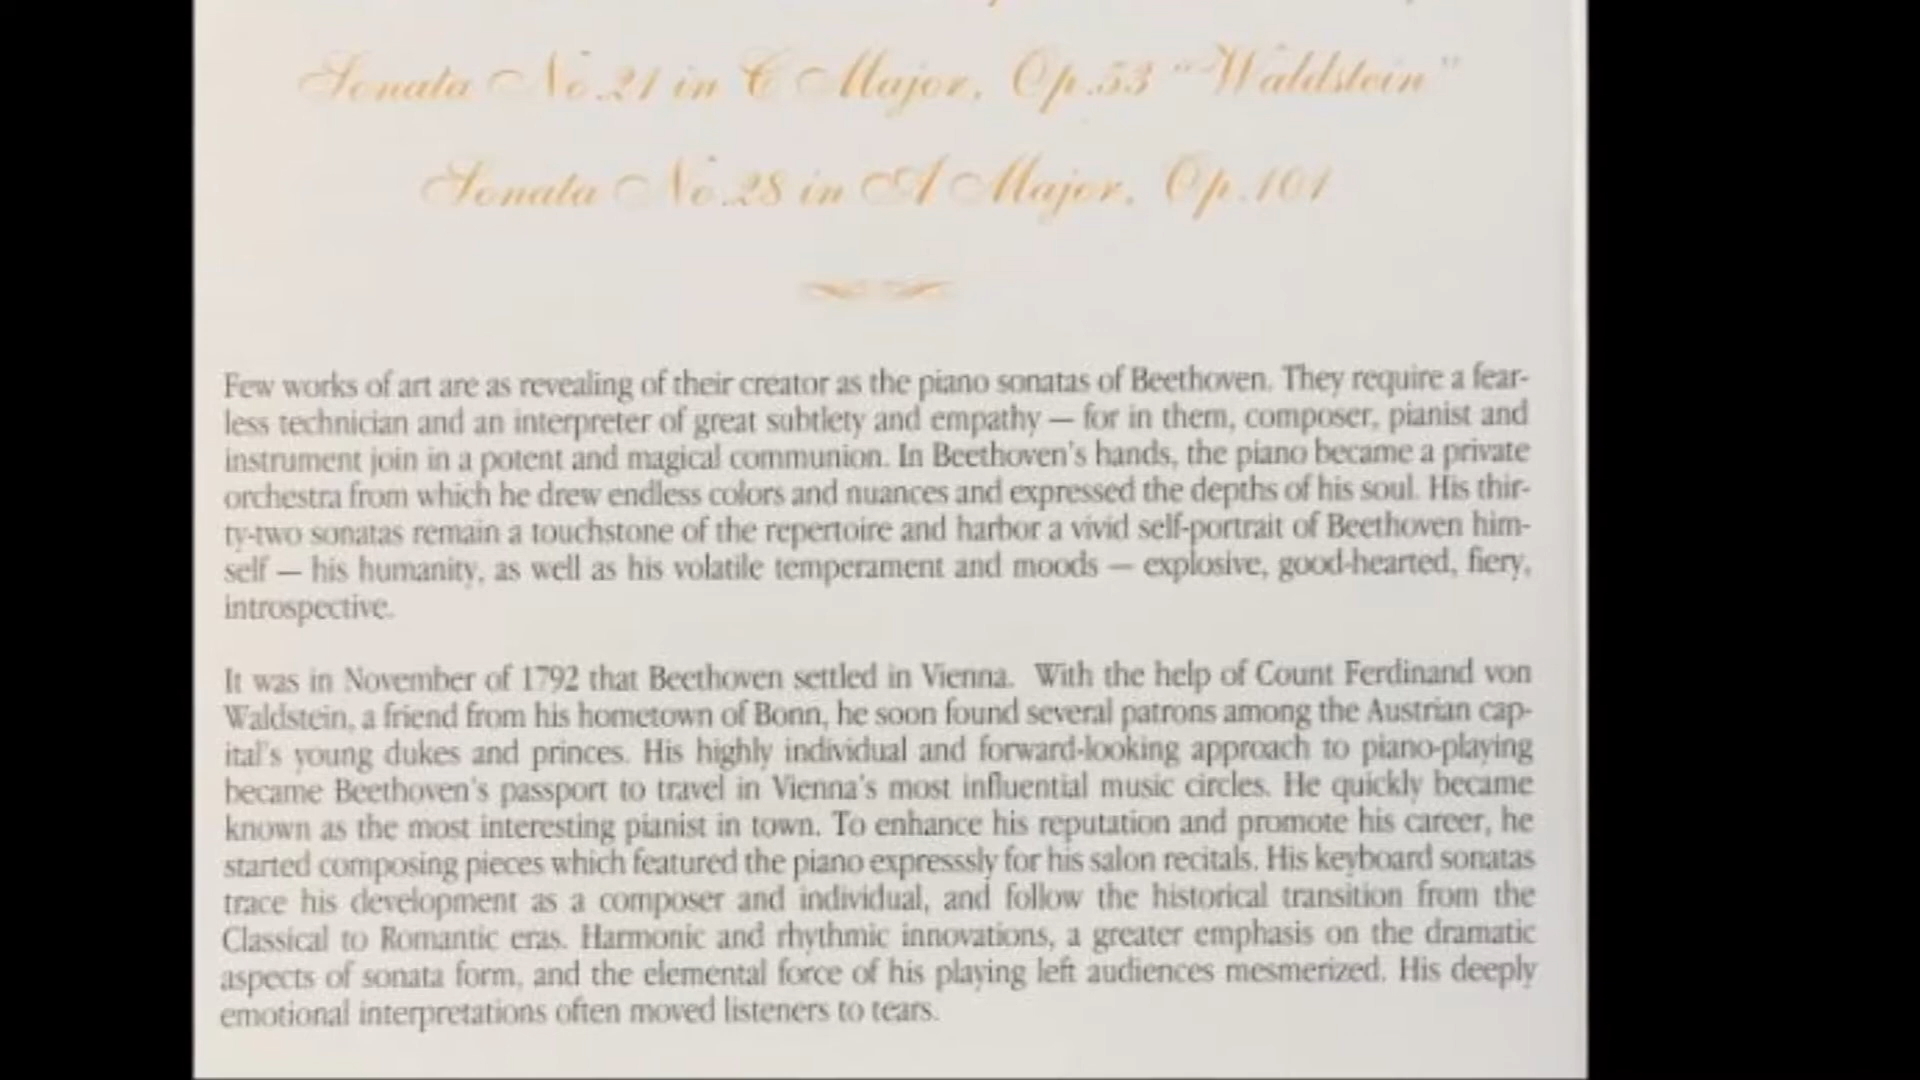 Sonata No.21 in C Major, Op.53 "Waldstein"
Sonata No.28 in A Major, Op.101
Few works of art are as revealing of their creator as the piano sonatas of Beethoven. They require a fear-
less technician and an interpreter of great subtlety and empathy — for in them, composer, pianist and
instrument join in a potent and magical communion. In Beethoven's hands, the piano became a private
orchestra from which he drew endless colors and nuances and expressed the depths of his soul. His thir-
ty-two sonatas remain a touchstone of the repertoire and harbor a vivid self-portrait of Beethoven him-
self — his humanity, as well as his volatile temperament and moods — explosive, good-hearted, fiery,
introspective.
It was in November of 1792 that Beethoven settled in Vienna. With the help of Count Ferdinand von
Waldstein, a friend from his hometown of Bonn, he soon found several patrons among the Austrian cap-
ital's young dukes and princes. His highly individual and forward-looking approach to piano-playing
became Beethoven's passport to travel in Vienna's most influential music circles. He quickly became
known as the most interesting pianist in town. To enhance his reputation and promote his career, he
started composing pieces which featured the piano expresssly for his salon recitals. His keyboard sonatas
trace his development as a composer and individual, and follow the historical transition from the
Classical to Romantic eras. Harmonic and rhythmic innovations, a greater emphasis on the dramatic
aspects of sonata form, and the elemental force of his playing left audiences mesmerized. His deeply
emotional interpretations often moved listeners to tears.